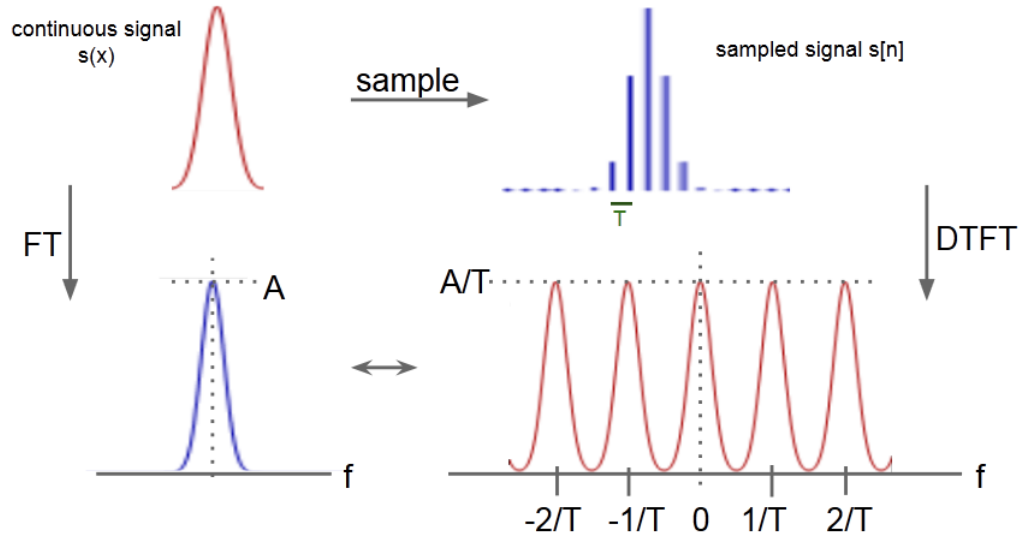 continuous signal
s(x)
sample
sampled signal s[n]
T
FT
DTFT
A
A/T
f
f
-2/T
-1/T
0
1/T
2/T